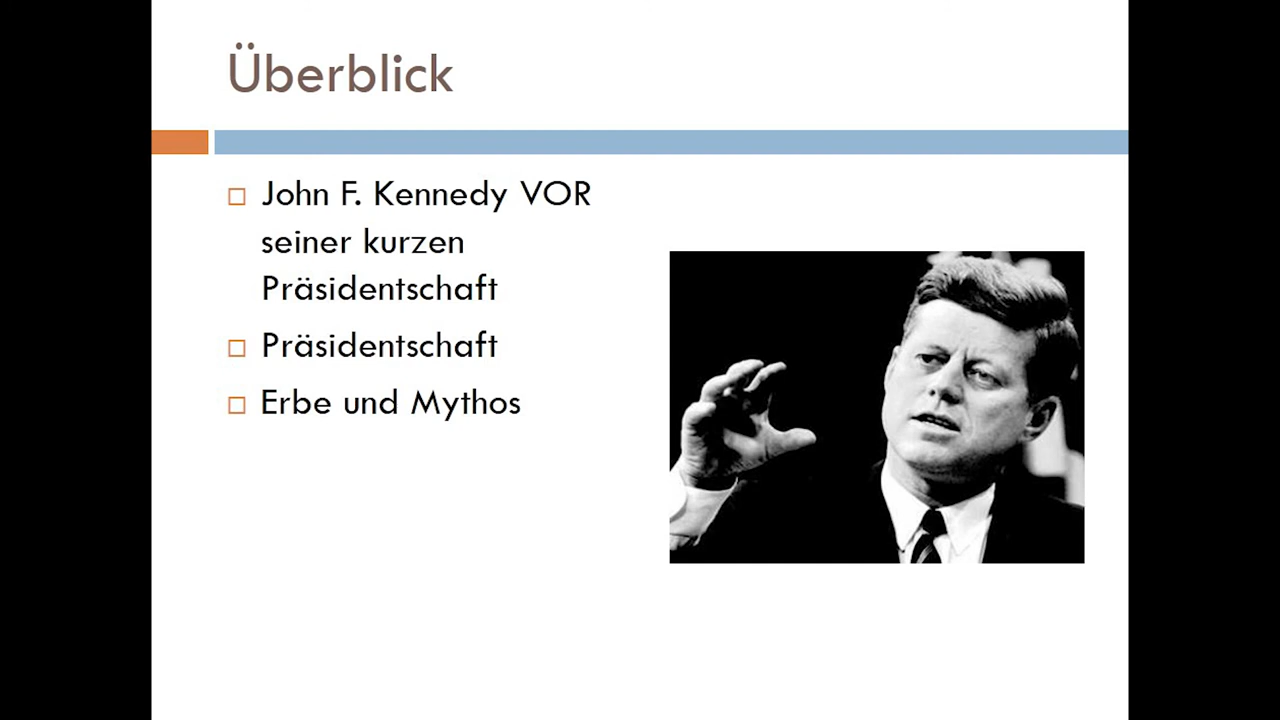 Überblick
John F. Kennedy VOR
seiner kurzen
Präsidentschaft
Präsidentschaft
Erbe und Mythos